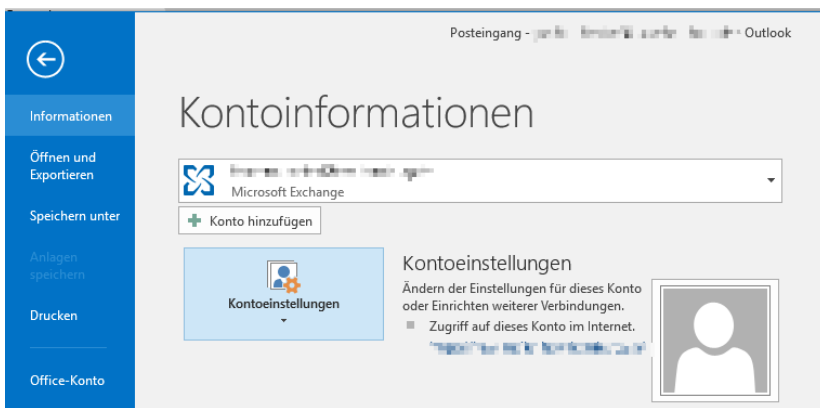 Posteingang - - Outlook
Informationen
Kontoinformationen
Öffnen und
Exportieren
Microsoft Exchange
Speichern unter
Konto hinzufügen
Anlagen
speichern
Kontoeinstellungen
Kontoeinstellungen
Ändern der Einstellungen für dieses Konto
oder Einrichten weiterer Verbindungen.
Zugriff auf dieses Konto im Internet.
Drucken
Office-Konto